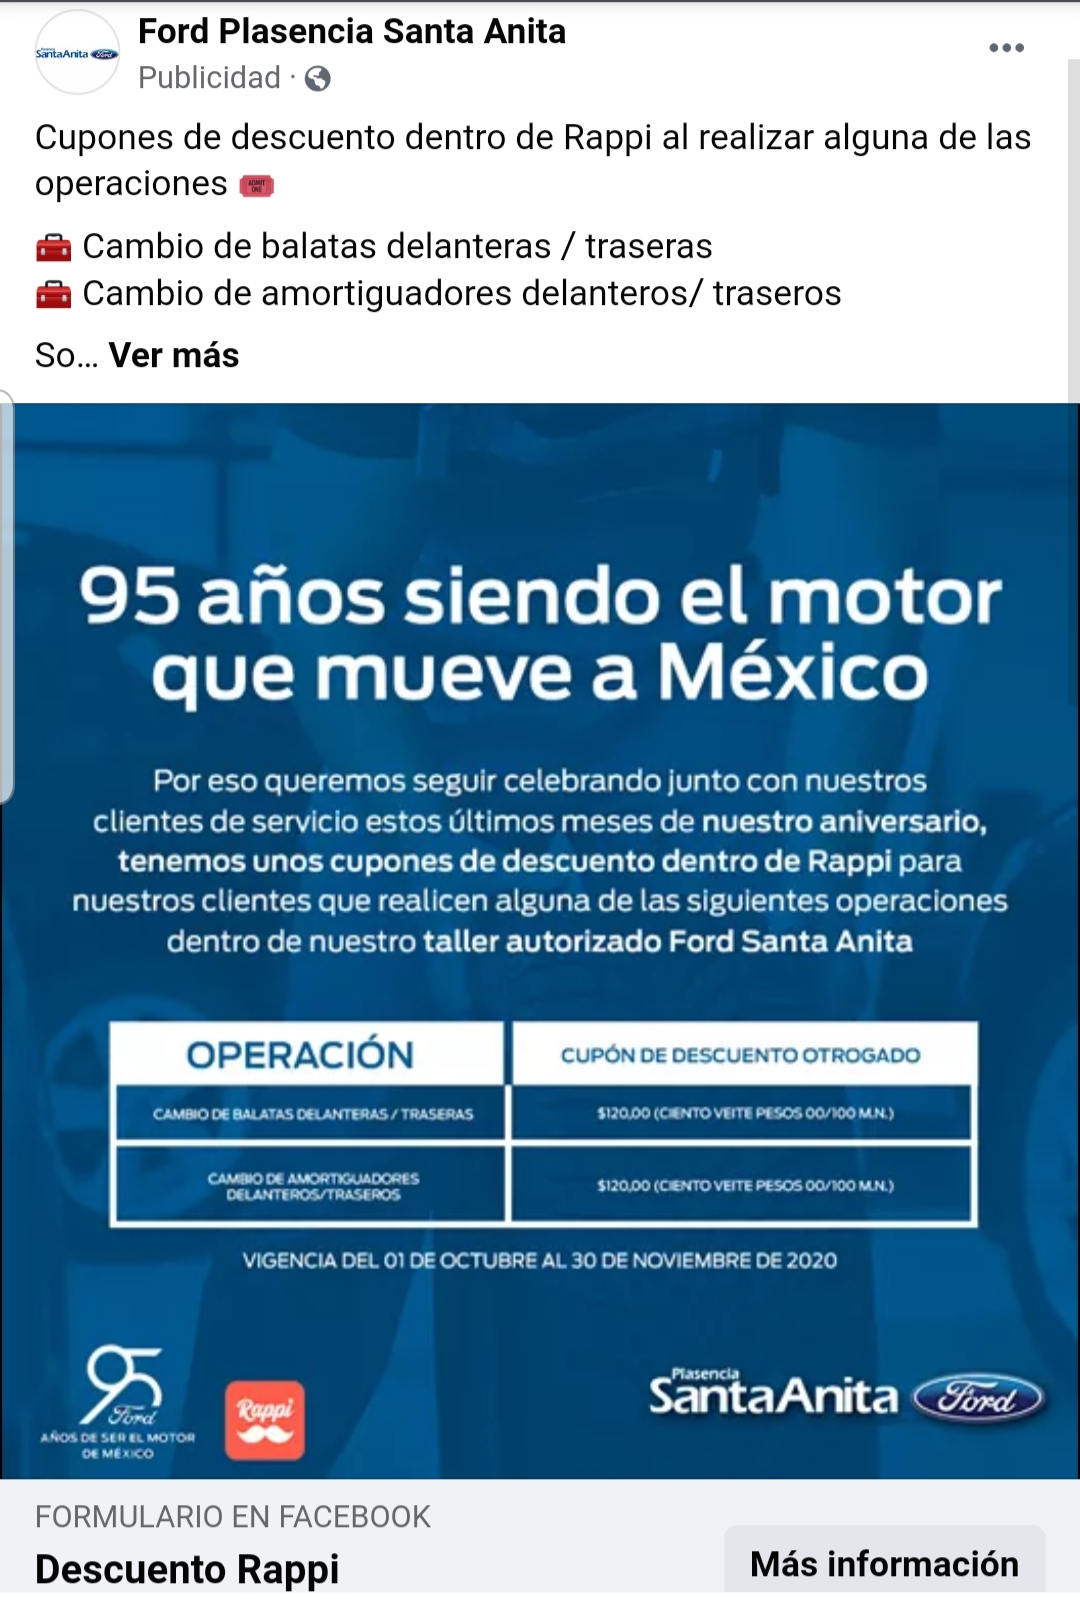 Plasencia
SantaAnita Ford
Ford Plasencia Santa Anita
Publicidad ·
Cupones de descuento dentro de Rappi al realizar alguna de las
operaciones
ADMIT
ONE
Cambio de balatas delanteras / traseras
Cambio de amortiguadores delanteros/ traseros
So... Ver más
95 años siendo el motor
que mueve a México
Por eso queremos seguir celebrando junto con nuestros
clientes de servicio estos últimos meses de nuestro aniversario,
tenemos unos cupones de descuento dentro de Rappi para
nuestros clientes que realicen alguna de las siguientes operaciones
dentro de nuestro taller autorizado Ford Santa Anita
OPERACIÓN
CUPÓN DE DESCUENTO OTROGADO
CAMBIO DE BALATAS DELANTERAS / TRASERAS
$120,00 (CIENTO VEITE PESOS 00/100 M.N.)
CAMBIO DE AMORTIGUADORES
DELANTEROS/TRASEROS
$120,00 (CIENTO VEITE PESOS 00/100 M.N.)
VIGENCIA DEL 01 DE OCTUBRE AL 30 DE NOVIEMBRE DE 2020
95
Ford
AÑOS DE SER EL MOTOR
DE MÉXICO
Rappi
Plasencia
SantaAnita Ford
FORMULARIO EN FACEBOOK
Descuento Rappi
Más información